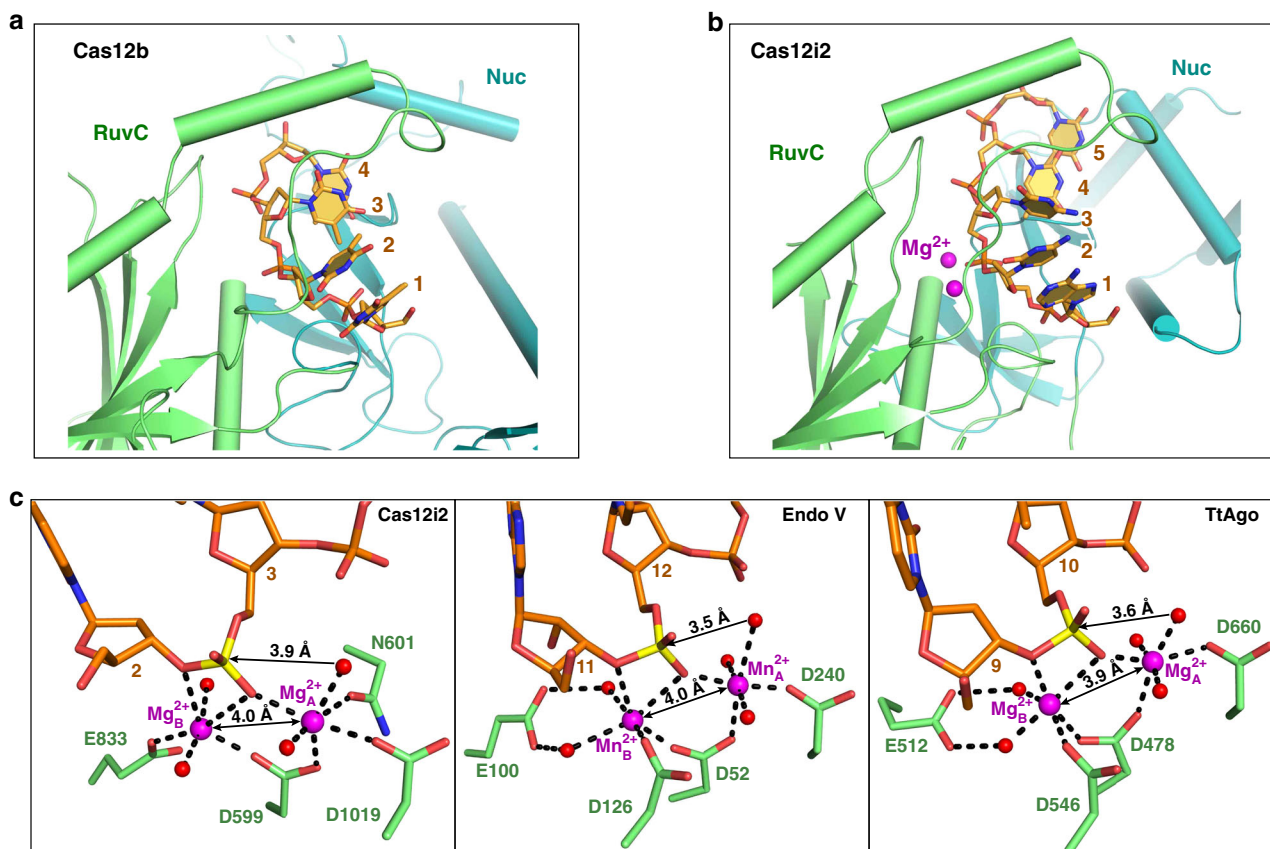 a
Cas12b
Nuc
RuvC
4
3
2
1
b
Cas12i2
Nuc
RuvC
5
4
3
2
1
Mg2+
c
Cas12i2
3
2
3.9 Å
N601
Mg2+A
Mg2+B
4.0 Å
E833
D599
D1019
Endo V
12
11
3.5 Å
Mn2+A
D240
4.0 Å
Mn2+B
E100
D52
D126
TtAgo
10
9
3.6 Å
D660
Mg2+A
3.9 Å
Mg2+B
E512
D478
D546